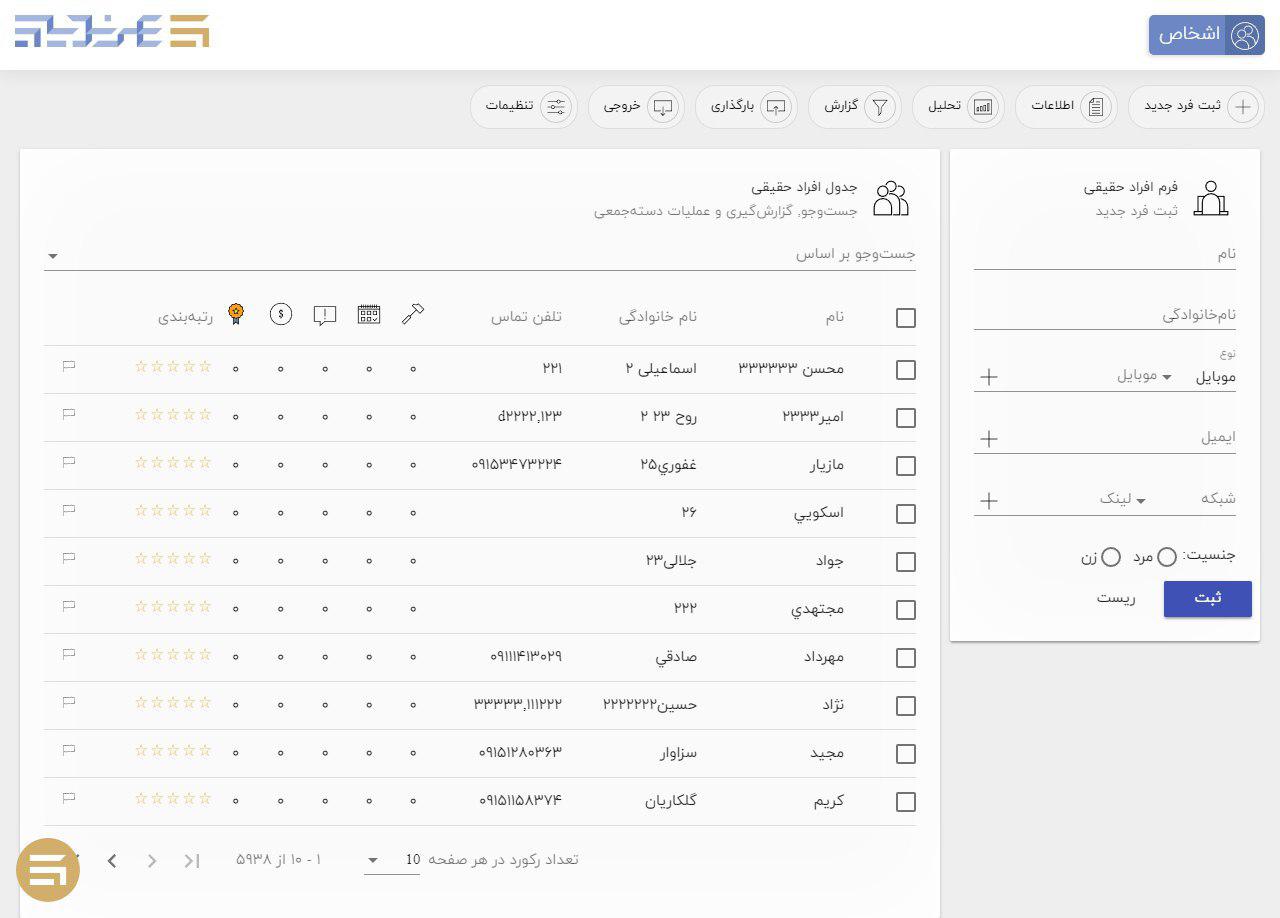 اشخاص
ثبت فرد جدید
اطلاعات
تحلیل
گزارش
بارگذاری
خروجی
تنظیمات
فرم افراد حقیقی
ثبت فرد جدید
نام
نام‌خانوادگی
نوع
موبایل موبایل
ایمیل
شبکه لینک
جنسیت: مرد زن
ثبت ریست
جدول افراد حقیقی
جست‌وجو, گزارش‌گیری و عملیات دسته‌جمعی
جست‌وجو بر اساس
نام نام خانوادگی تلفن تماس رتبه‌بندی
محسن ۳۳۳۳۳۳ اسماعیلی ۲ ۲۲۱ ۰ ۰ ۰ ۰ ۰
امیر۲۳۳۳ روح ۲۳ ۲ d۲۲۲۲,۱۲۳ ۰ ۰ ۰ ۰ ۰
مازیار غفوري۲۵ ۰۹۱۵۳۴۷۳۲۲۴ ۰ ۰ ۰ ۰ ۰
اسکويي ۲۶ ۰ ۰ ۰ ۰ ۰
جواد جلالی۲۳ ۰ ۰ ۰ ۰ ۰
مجتهدي ۲۲۲ ۰ ۰ ۰ ۰ ۰
مهرداد صادقي ۰۹۱۱۱۴۱۳۰۲۹ ۰ ۰ ۰ ۰ ۰
نژاد حسین۲۲۲۲۲۲۲ ۳۳۳۳۳,۱۱۱۲۲۲ ۰ ۰ ۰ ۰ ۰
مجید سزاوار ۰۹۱۵۱۲۸۰۳۶۳ ۰ ۰ ۰ ۰ ۰
کریم گلکاریان ۰۹۱۵۱۱۵۸۳۷۴ ۰ ۰ ۰ ۰ ۰
تعداد رکورد در هر صفحه 10 ۱ - ۱۰ از ۵۹۳۸